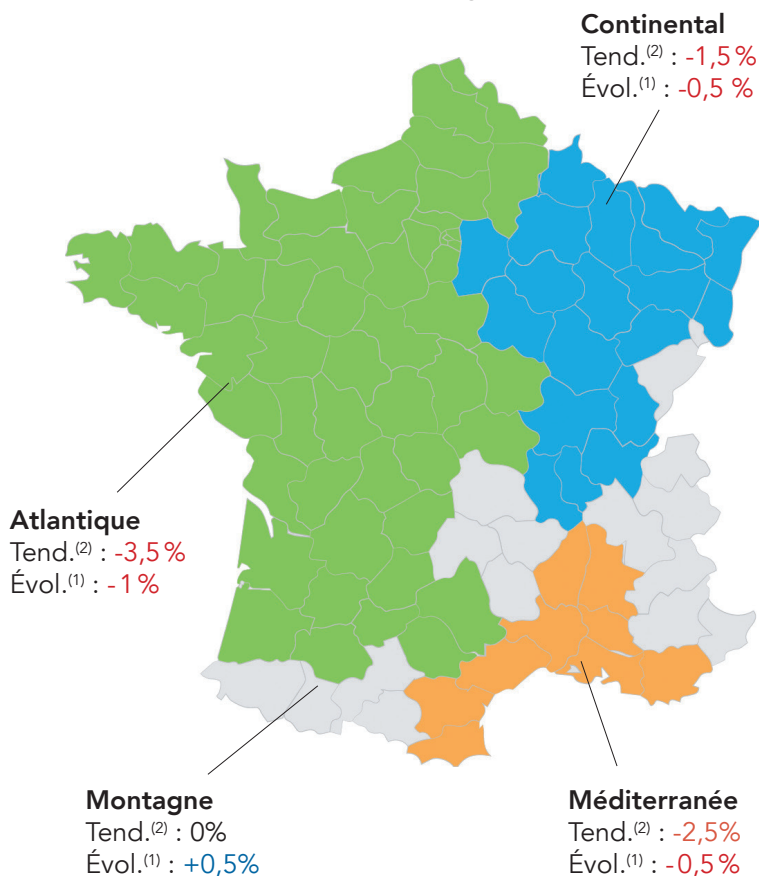 Continental
Tend.(2) : -1,5 %
Évol.(1) : -0,5 %
Atlantique
Tend.(2) : -3,5 %
Évol.(1) : -1 %
Montagne
Tend.(2) : 0%
Évol.(1) : +0,5%
Méditerranée
Tend.(2) : -2,5%
Évol.(1) : -0,5 %